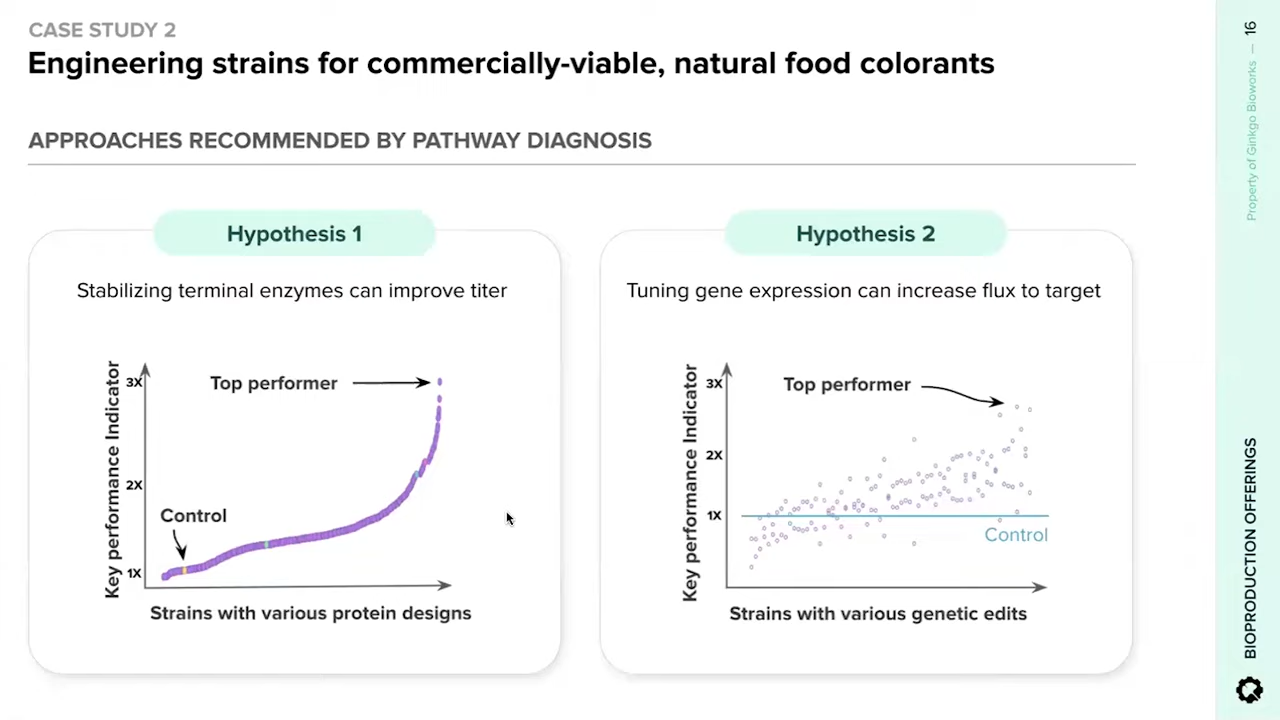 CASE STUDY 2
Engineering strains for commercially-viable, natural food colorants
APPROACHES RECOMMENDED BY PATHWAY DIAGNOSIS
Hypothesis 1
Stabilizing terminal enzymes can improve titer
Key performance Indicator
3X
2X
1X
Top performer
Control
Strains with various protein designs
Hypothesis 2
Tuning gene expression can increase flux to target
Key performance Indicator
3X
2X
1X
Top performer
Control
Strains with various genetic edits
Property of Ginkgo Bioworks — 16
BIOPRODUCTION OFFERINGS